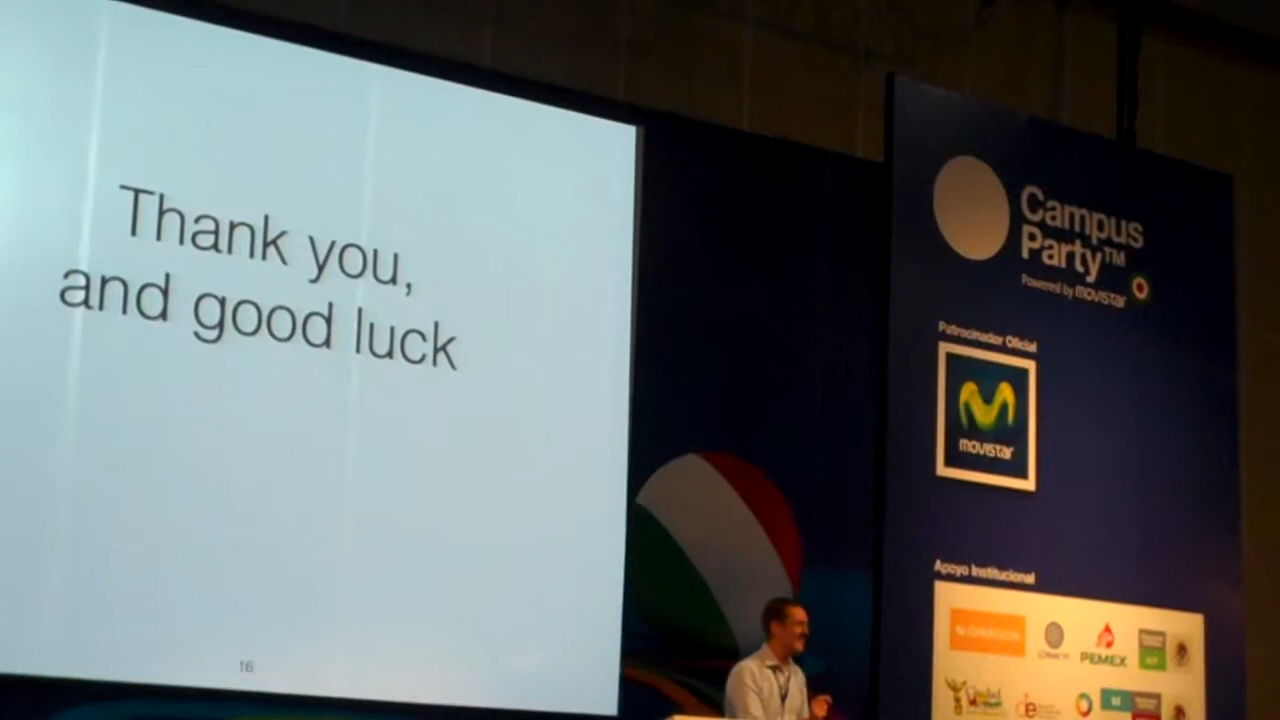 Thank you,
and good luck
16
Campus
Party™
Powered by movistar
Patrocinador Oficial
movistar
Apoyo Institucional
PEMEX